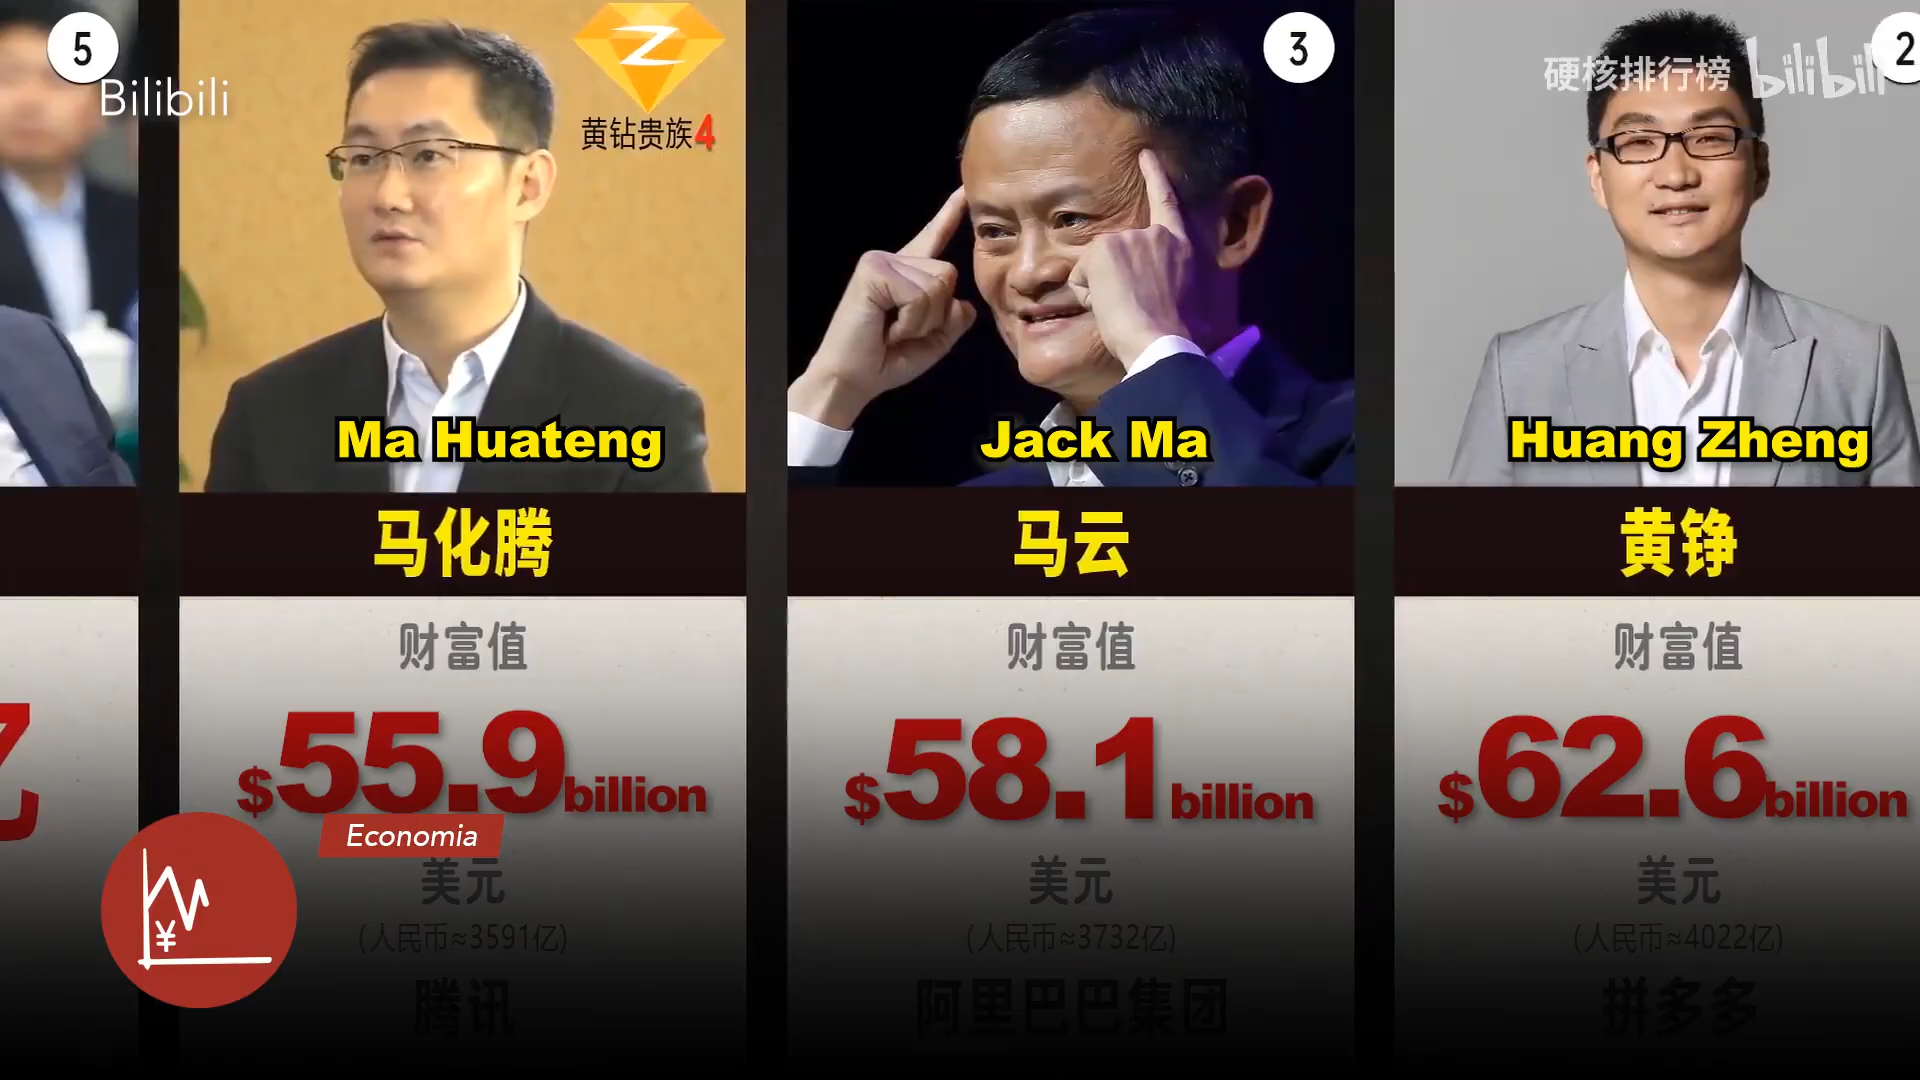 5
Bilibili
Z
黄钻贵族4
3
硬核排行榜 bilibili
2
Ma Huateng
Jack Ma
Huang Zheng
马化腾
马云
黄铮
财富值
财富值
财富值
亿
$55.9billion
$58.1billion
$62.6billion
Economia
美元
美元
美元
¥
(人民币≈3591亿)
(人民币≈3732亿)
(人民币≈4022亿)
腾讯
阿里巴巴集团
拼多多